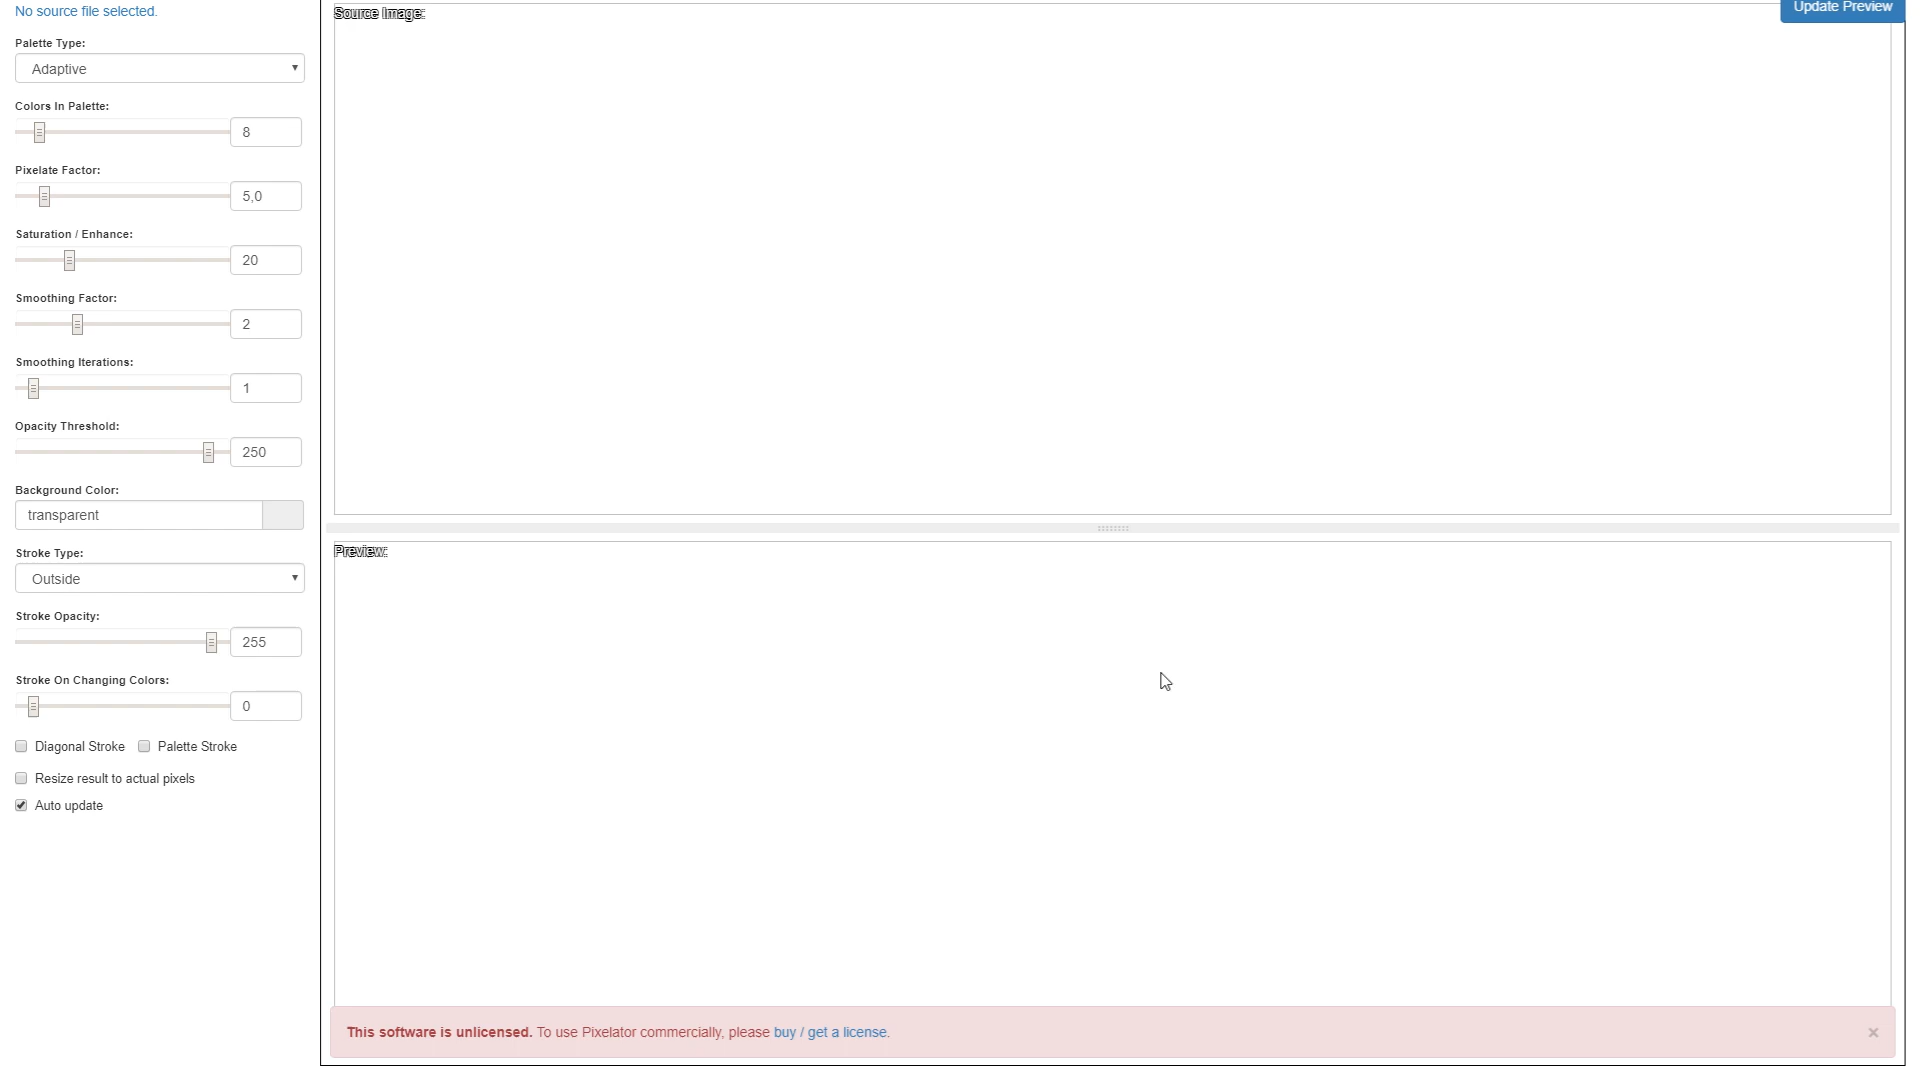 No source file selected.
Palette Type:
Adaptive
Colors In Palette:
8
Pixelate Factor:
5,0
Saturation / Enhance:
20
Smoothing Factor:
2
Smoothing Iterations:
1
Opacity Threshold:
250
Background Color:
transparent
Stroke Type:
Outside
Stroke Opacity:
255
Stroke On Changing Colors:
0
Diagonal Stroke Palette Stroke
Resize result to actual pixels
Auto update
Source Image:
Update Preview
Preview:
This software is unlicensed. To use Pixelator commercially, please buy / get a license.
×